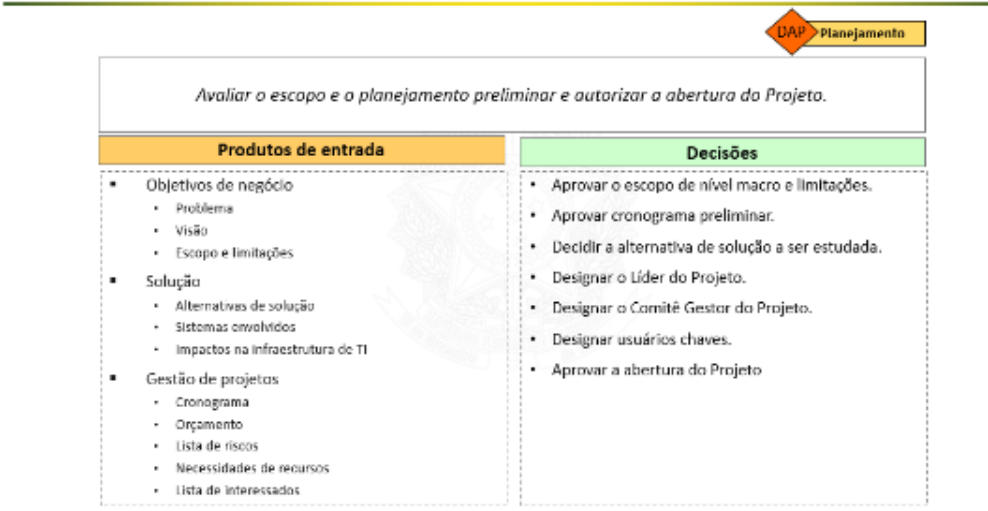 DAP Planejamento
Avaliar o escopo e o planejamento preliminar e autorizar a abertura do Projeto.
Produtos de entrada
▪ Objetivos de negócio
• Problema
• Visão
• Escopo e limitações
▪ Solução
• Alternativas de solução
• Sistemas envolvidos
• Impactos na infraestrutura de TI
▪ Gestão de projetos
• Cronograma
• Orçamento
• Lista de riscos
• Necessidades de recursos
• Lista de interessados
Decisões
• Aprovar o escopo de nível macro e limitações.
• Aprovar cronograma preliminar.
• Decidir a alternativa de solução a ser estudada.
• Designar o Líder do Projeto.
• Designar o Comitê Gestor do Projeto.
• Designar usuários chaves.
• Aprovar a abertura do Projeto